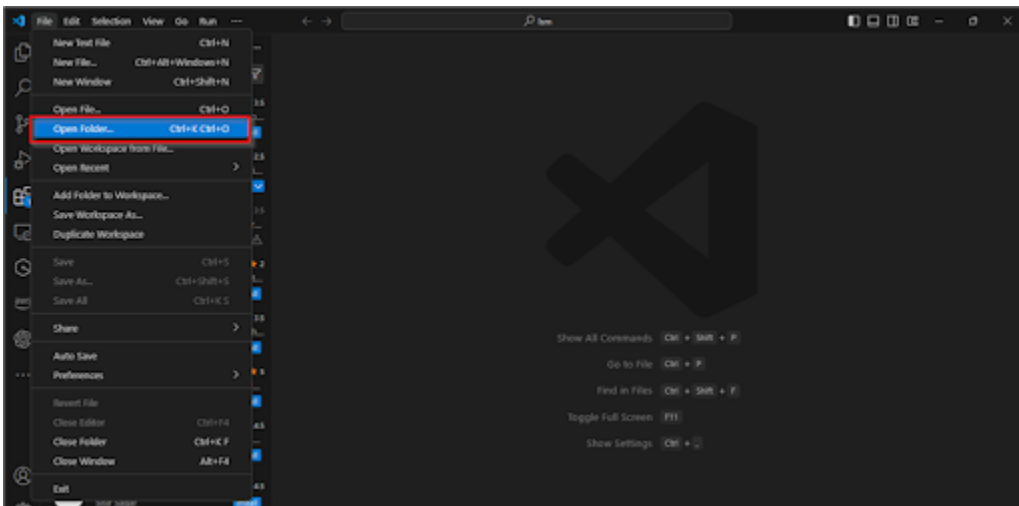 File Edit Selection View Go Run ···
New Text File Ctrl+N
New File... Ctrl+Alt+Windows+N
New Window Ctrl+Shift+N
Open File... Ctrl+O
Open Folder... Ctrl+K Ctrl+O
Open Workspace from File...
Open Recent
Add Folder to Workspace...
Save Workspace As...
Duplicate Workspace
Save Ctrl+S
Save As... Ctrl+Shift+S
Save All Ctrl+K S
Share
Auto Save
Preferences
Revert File
Close Editor Ctrl+F4
Close Folder Ctrl+K F
Close Window Alt+F4
Exit
Show All Commands Ctrl + Shift + P
Go to File Ctrl + P
Find in Files Ctrl + Shift + F
Toggle Full Screen F11
Show Settings Ctrl + ,